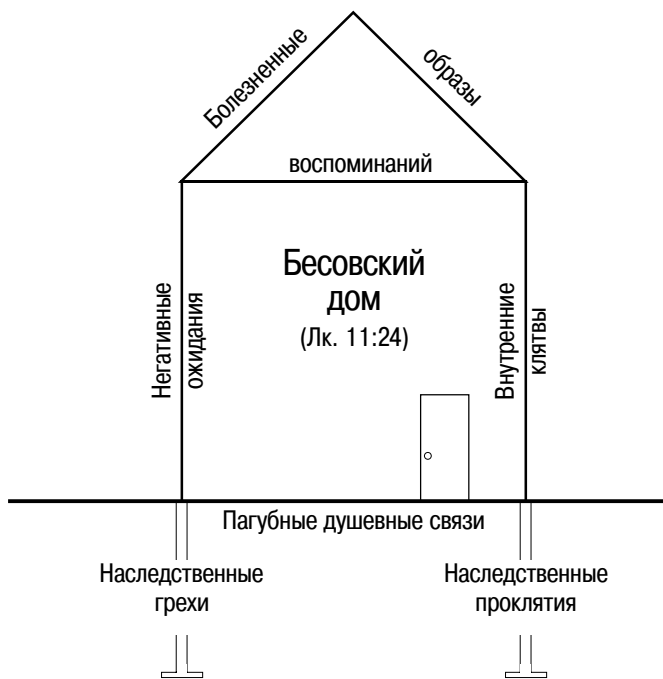 Болезненные
образы
воспоминаний
Бесовский
дом
(Лк. 11:24)
Негативные
ожидания
Внутренние
клятвы
Пагубные душевные связи
Наследственные
грехи
Наследственные
проклятия